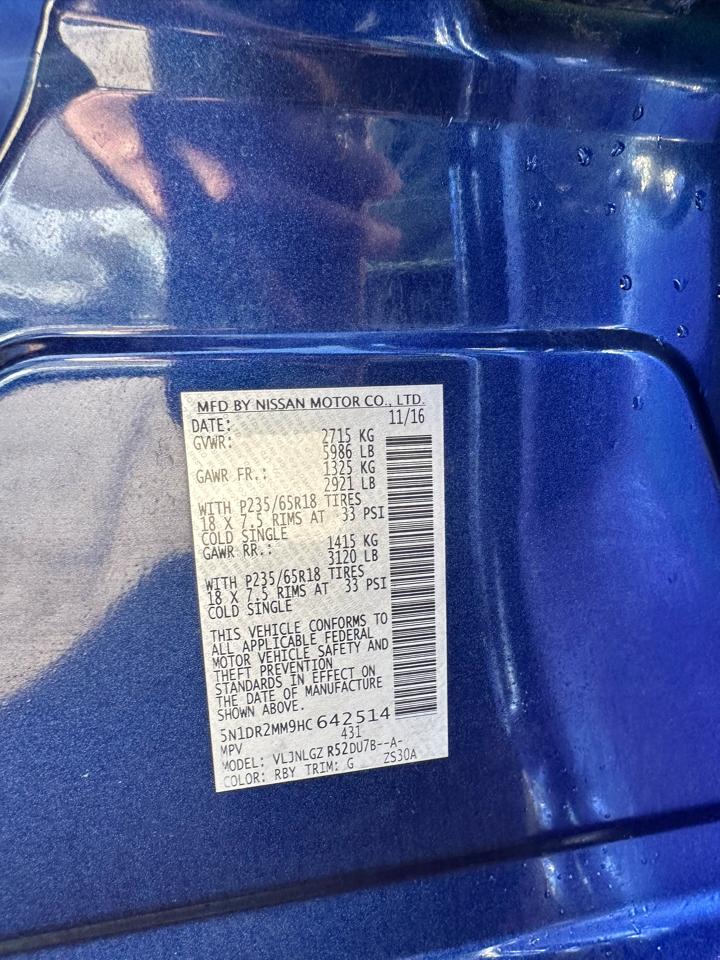 MFD BY NISSAN MOTOR CO., LTD.
DATE: 11/16
GVWR: 2715 KG
5986 LB
GAWR FR.: 1325 KG
2921 LB
WITH P235/65R18 TIRES
18 X 7.5 RIMS AT 33 PSI
COLD SINGLE
GAWR RR.: 1415 KG
3120 LB
WITH P235/65R18 TIRES
18 X 7.5 RIMS AT 33 PSI
COLD SINGLE
THIS VEHICLE CONFORMS TO
ALL APPLICABLE FEDERAL
MOTOR VEHICLE SAFETY AND
THEFT PREVENTION
STANDARDS IN EFFECT ON
THE DATE OF MANUFACTURE
SHOWN ABOVE.
5N1DR2MM9HC642514
MPV 431
MODEL: VLJNLGZ R52DU7B--A-
COLOR: RBY TRIM: G ZS30A